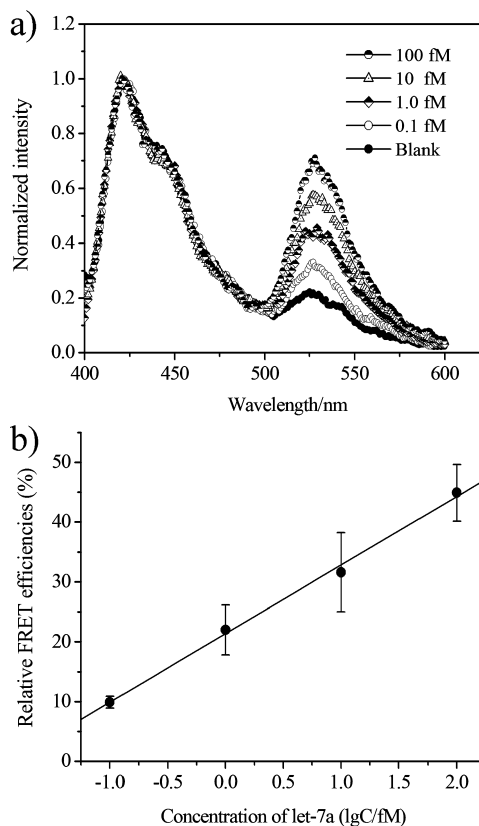 a)
1.2
1.0
0.8
0.6
0.4
0.2
0.0
Normalized intensity
100 fM
10 fM
1.0 fM
0.1 fM
Blank
400
450
500
550
600
Wavelength/nm
b)
50
40
30
20
10
0
Relative FRET efficiencies (%)
-1.0
-0.5
0.0
0.5
1.0
1.5
2.0
Concentration of let-7a (lgC/fM)